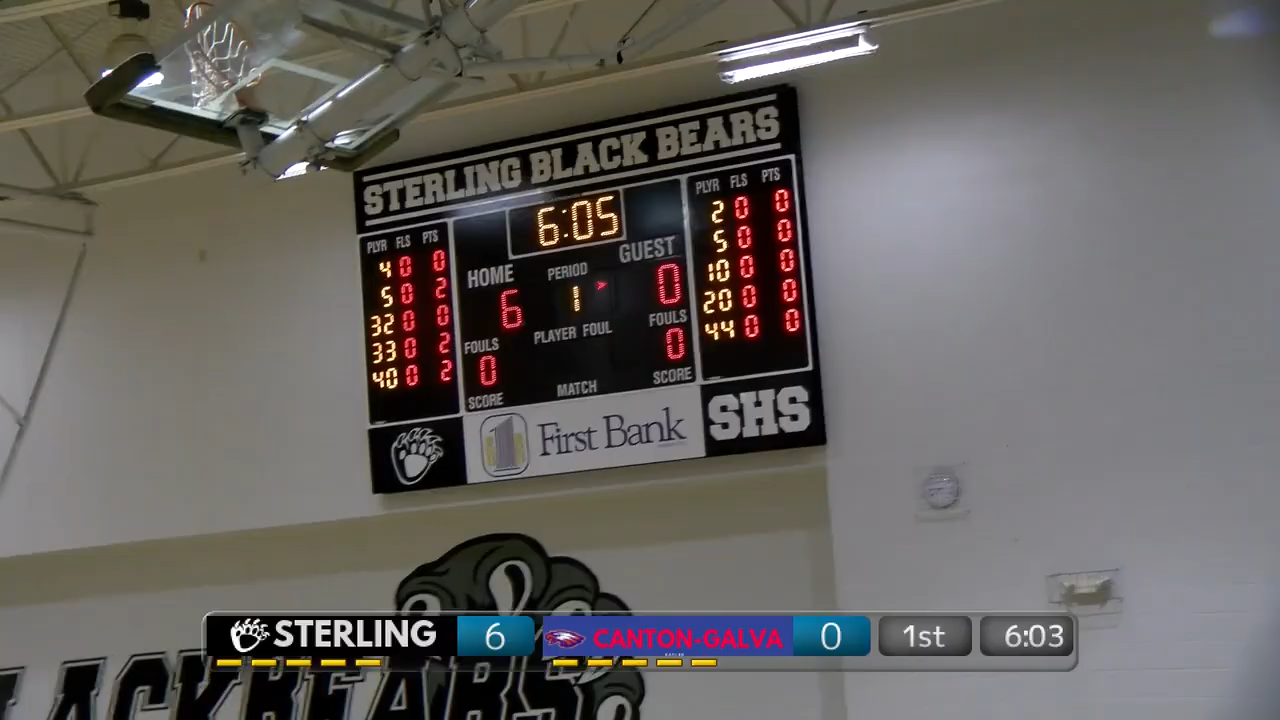 STERLING BLACK BEARS
6:05
PLYR FLS PTS
4 0 0
5 0 2
32 0 0
33 0 2
40 0 2
HOME
6
PERIOD
1
GUEST
0
PLAYER FOUL
FOULS
0
FOULS
0
SCORE
MATCH
SCORE
PLYR FLS PTS
2 0 0
5 0 0
10 0 0
20 0 0
44 0 0
First Bank
SHS
LACKBEARS
STERLING 6 CANTON-GALVA 0 1st 6:03